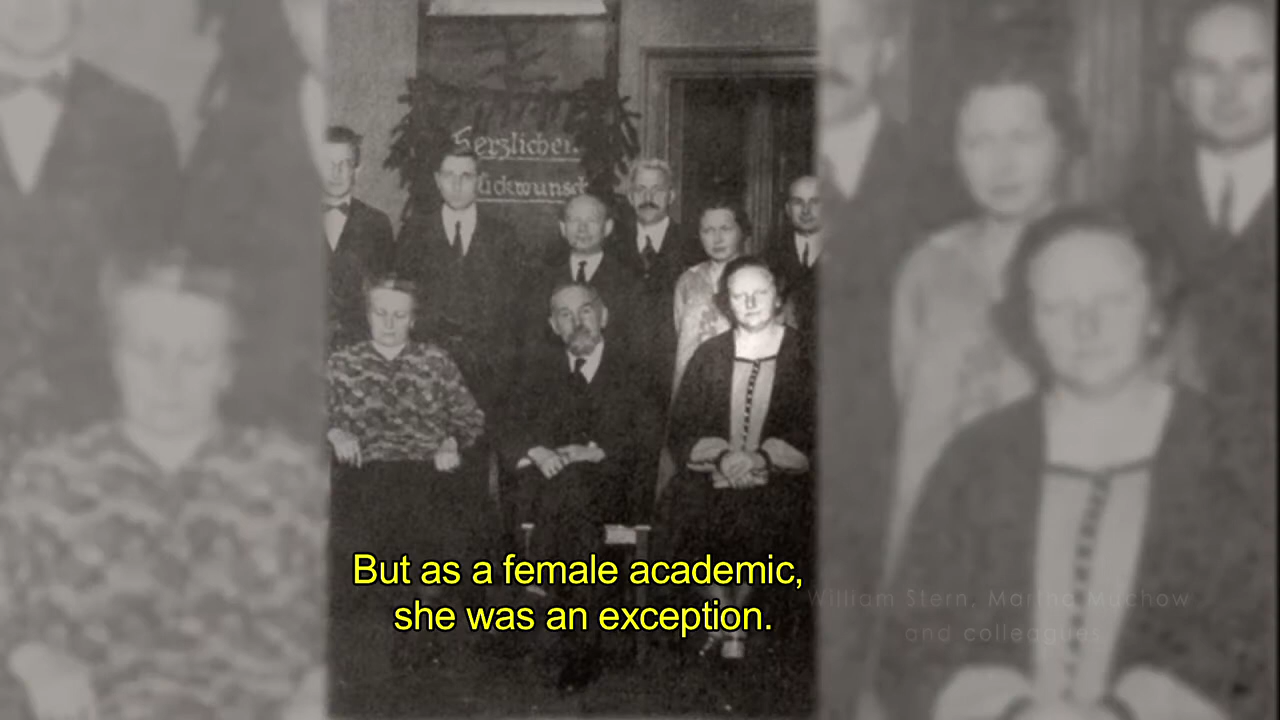 Herzlichen
ückwunsch
But as a female academic,
she was an exception.
William Stern, Martha Muchow
and colleagues